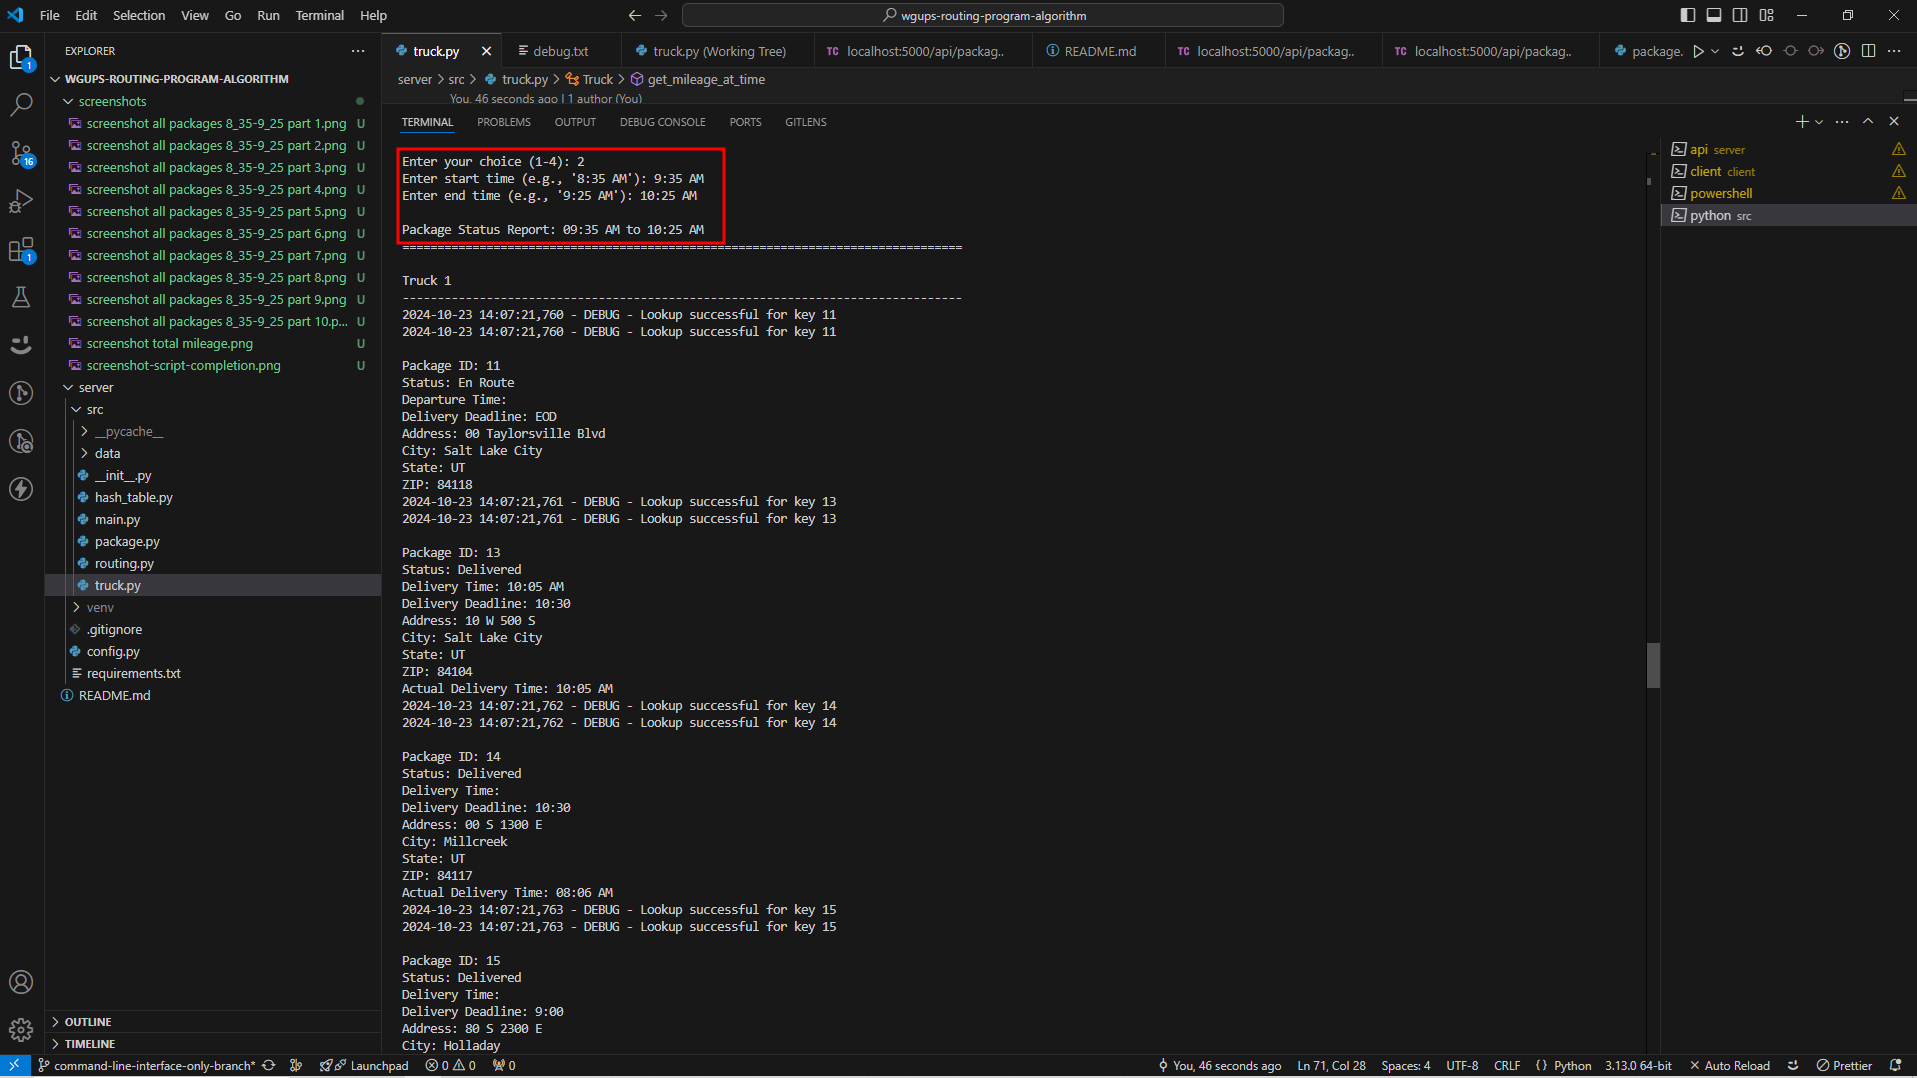 File Edit Selection View Go Run Terminal Help
wgups-routing-program-algorithm
EXPLORER
truck.py
debug.txt
truck.py (Working Tree)
TC localhost:5000/api/packag..
README.md
TC localhost:5000/api/packag..
TC localhost:5000/api/packag..
package.
server > src > truck.py > Truck > get_mileage_at_time
You, 46 seconds ago | 1 author (You)
WGUPS-ROUTING-PROGRAM-ALGORITHM
screenshots
screenshot all packages 8_35-9_25 part 1.png U
screenshot all packages 8_35-9_25 part 2.png U
screenshot all packages 8_35-9_25 part 3.png U
screenshot all packages 8_35-9_25 part 4.png U
screenshot all packages 8_35-9_25 part 5.png U
screenshot all packages 8_35-9_25 part 6.png U
screenshot all packages 8_35-9_25 part 7.png U
screenshot all packages 8_35-9_25 part 8.png U
screenshot all packages 8_35-9_25 part 9.png U
screenshot all packages 8_35-9_25 part 10.p... U
screenshot total mileage.png U
screenshot-script-completion.png U
server
src
__pycache__
data
__init__.py
hash_table.py
main.py
package.py
routing.py
truck.py
venv
.gitignore
config.py
requirements.txt
README.md
OUTLINE
TIMELINE
1
16
1
TERMINAL PROBLEMS OUTPUT DEBUG CONSOLE PORTS GITLENS
Enter your choice (1-4): 2
Enter start time (e.g., '8:35 AM'): 9:35 AM
Enter end time (e.g., '9:25 AM'): 10:25 AM
Package Status Report: 09:35 AM to 10:25 AM
================================================================================
Truck 1
--------------------------------------------------------------------------------
2024-10-23 14:07:21,760 - DEBUG - Lookup successful for key 11
2024-10-23 14:07:21,760 - DEBUG - Lookup successful for key 11
Package ID: 11
Status: En Route
Departure Time:
Delivery Deadline: EOD
Address: 00 Taylorsville Blvd
City: Salt Lake City
State: UT
ZIP: 84118
2024-10-23 14:07:21,761 - DEBUG - Lookup successful for key 13
2024-10-23 14:07:21,761 - DEBUG - Lookup successful for key 13
Package ID: 13
Status: Delivered
Delivery Time: 10:05 AM
Delivery Deadline: 10:30
Address: 10 W 500 S
City: Salt Lake City
State: UT
ZIP: 84104
Actual Delivery Time: 10:05 AM
2024-10-23 14:07:21,762 - DEBUG - Lookup successful for key 14
2024-10-23 14:07:21,762 - DEBUG - Lookup successful for key 14
Package ID: 14
Status: Delivered
Delivery Time:
Delivery Deadline: 10:30
Address: 00 S 1300 E
City: Millcreek
State: UT
ZIP: 84117
Actual Delivery Time: 08:06 AM
2024-10-23 14:07:21,763 - DEBUG - Lookup successful for key 15
2024-10-23 14:07:21,763 - DEBUG - Lookup successful for key 15
Package ID: 15
Status: Delivered
Delivery Time:
Delivery Deadline: 9:00
Address: 80 S 2300 E
City: Holladay
api server
client client
powershell
python src
command-line-interface-only-branch* Launchpad 0 0 0
You, 46 seconds ago Ln 71, Col 28 Spaces: 4 UTF-8 CRLF Python 3.13.0 64-bit Auto Reload Prettier